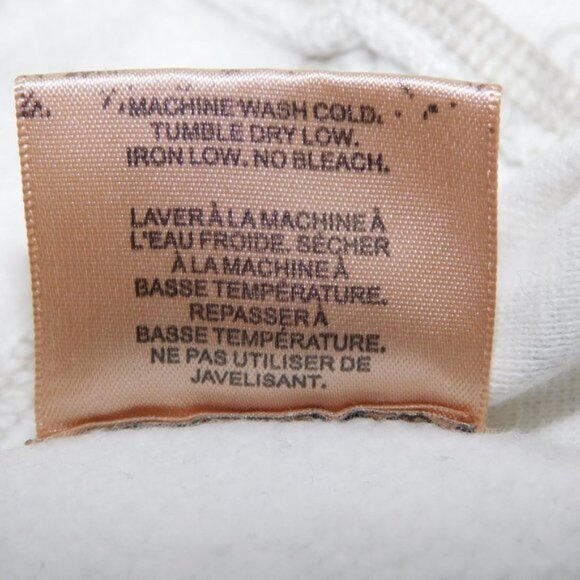 MACHINE WASH COLD.
TUMBLE DRY LOW.
IRON LOW. NO BLEACH.
LAVER À LA MACHINE À
L'EAU FROIDE. SÉCHER
À LA MACHINE À
BASSE TEMPÉRATURE.
REPASSER À
BASSE TEMPÉRATURE.
NE PAS UTILISER DE
JAVELISANT.